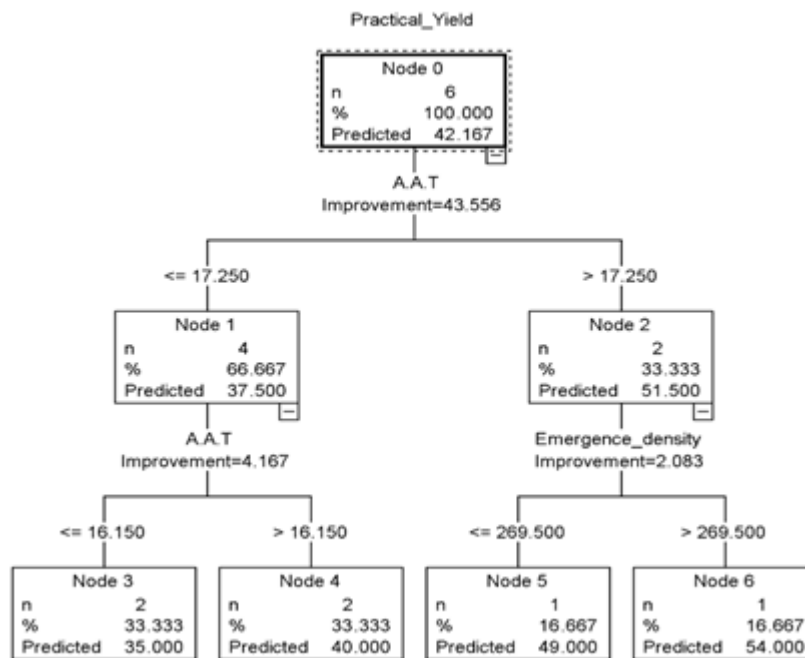 Practical_Yield
Node 0
n 6
% 100.000
Predicted 42.167
A.A.T
Improvement=43.556
<= 17.250
> 17.250
Node 1
n 4
% 66.667
Predicted 37.500
Node 2
n 2
% 33.333
Predicted 51.500
A.A.T
Improvement=4.167
Emergence_density
Improvement=2.083
<= 16.150
> 16.150
<= 269.500
> 269.500
Node 3
n 2
% 33.333
Predicted 35.000
Node 4
n 2
% 33.333
Predicted 40.000
Node 5
n 1
% 16.667
Predicted 49.000
Node 6
n 1
% 16.667
Predicted 54.000